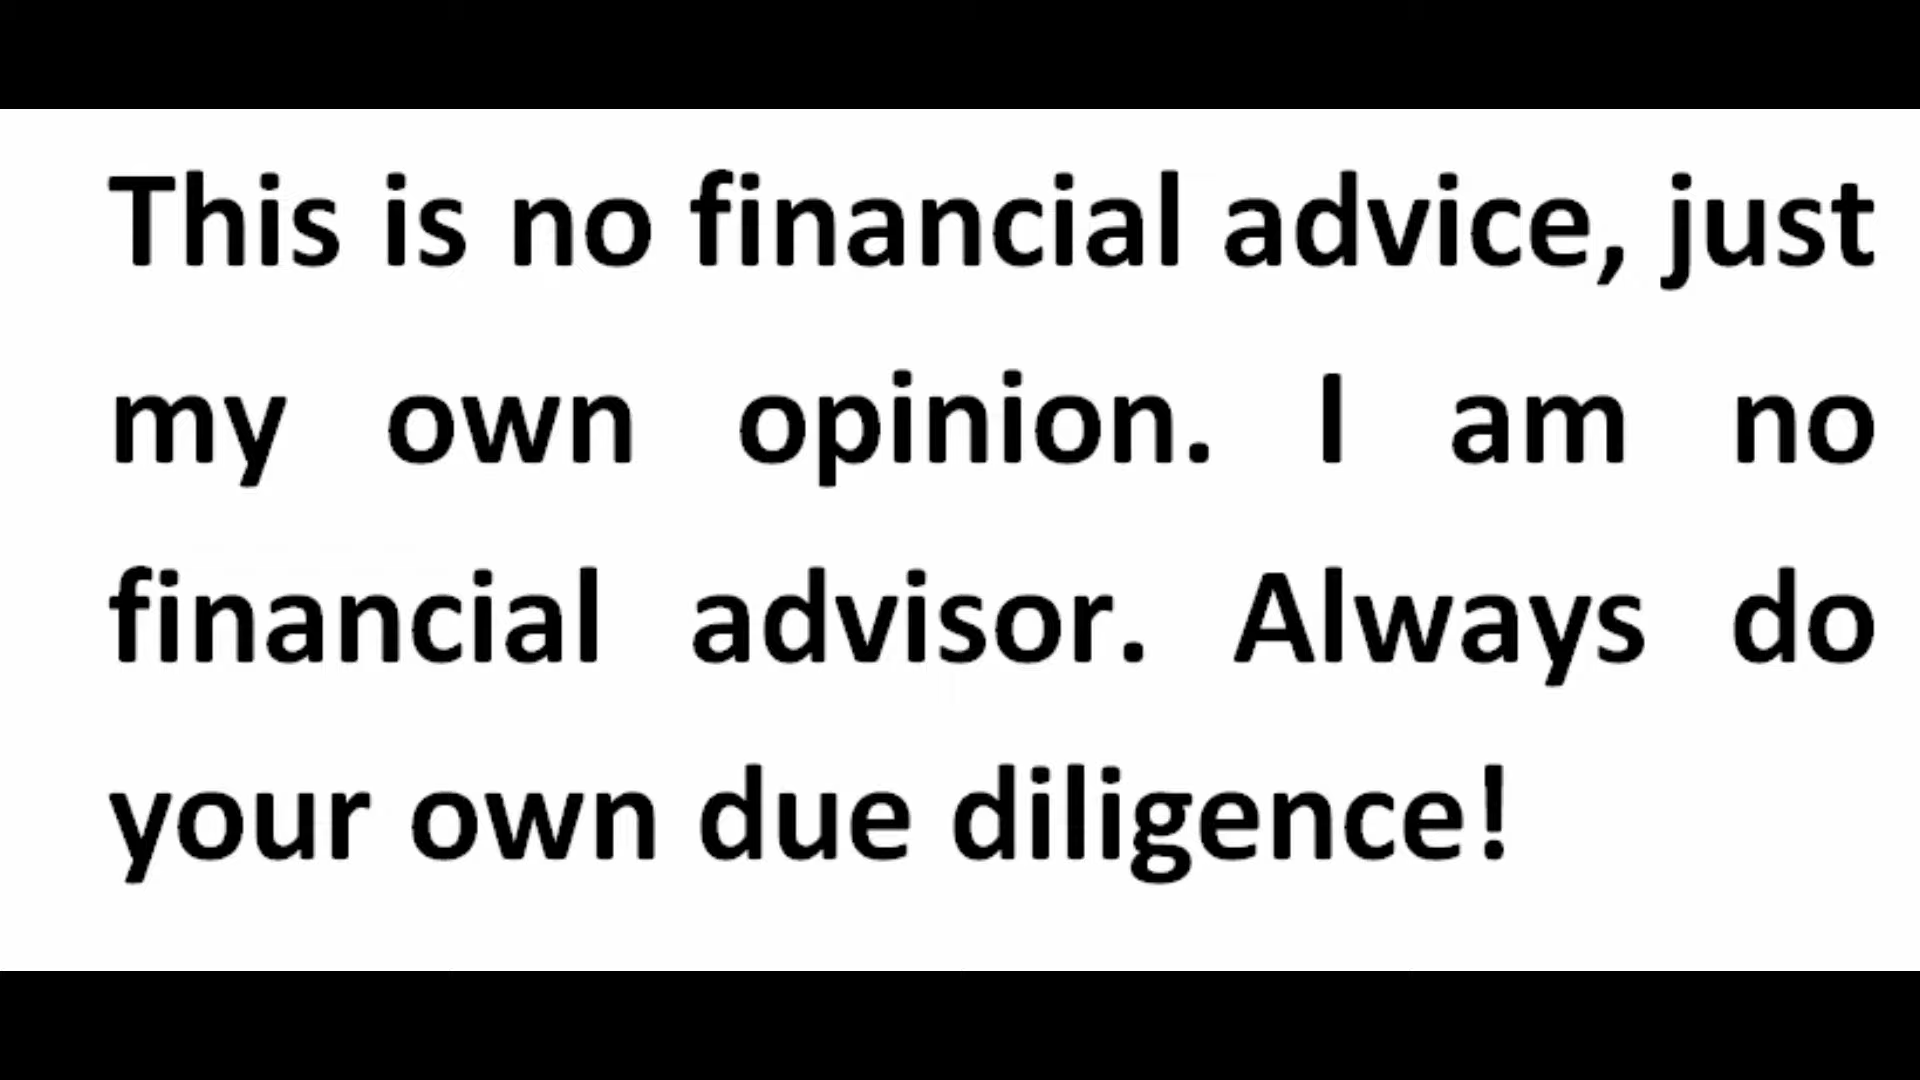 This is no financial advice, just
my own opinion. I am no
financial advisor. Always do
your own due diligence!